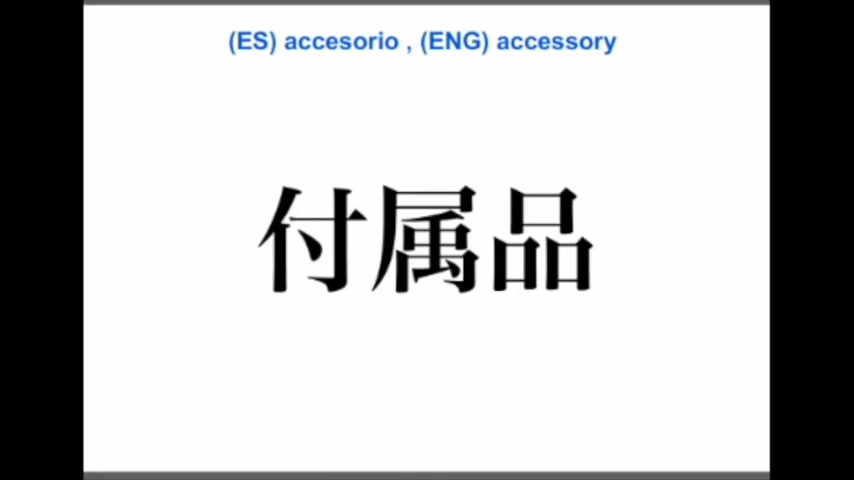 (ES) accesorio , (ENG) accessory
付属品